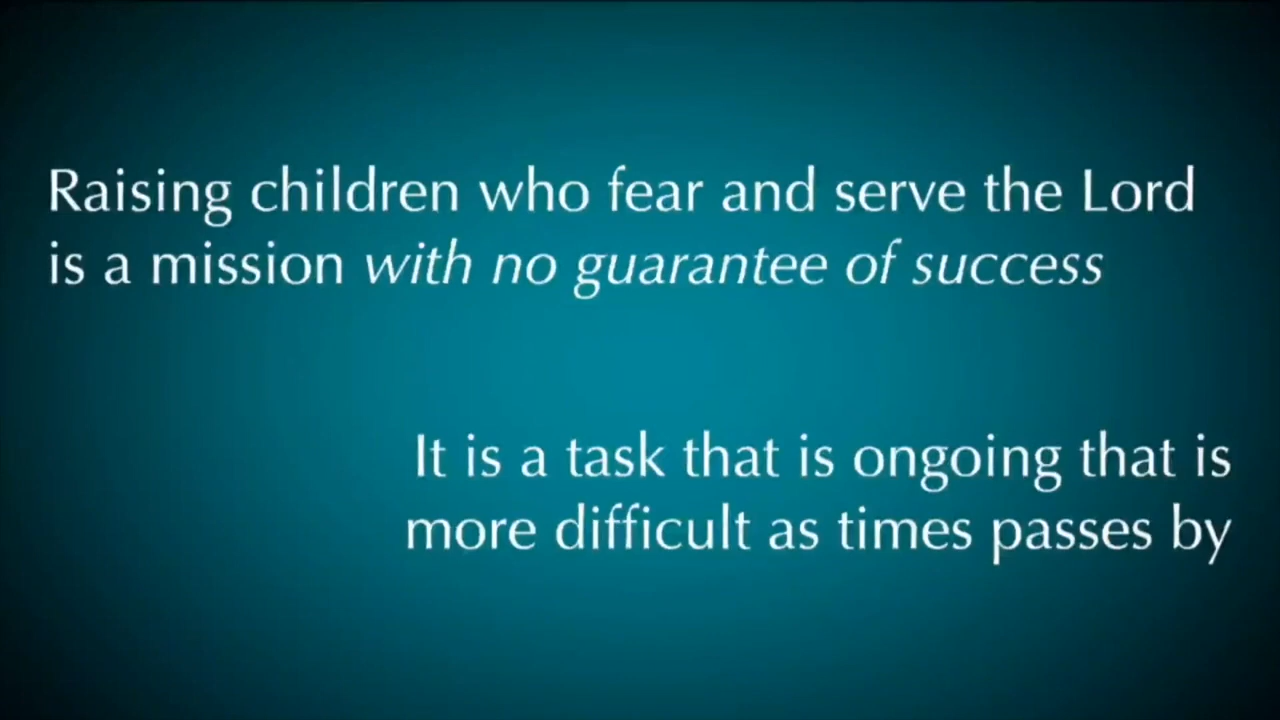 Raising children who fear and serve the Lord
is a mission with no guarantee of success
It is a task that is ongoing that is
more difficult as times passes by